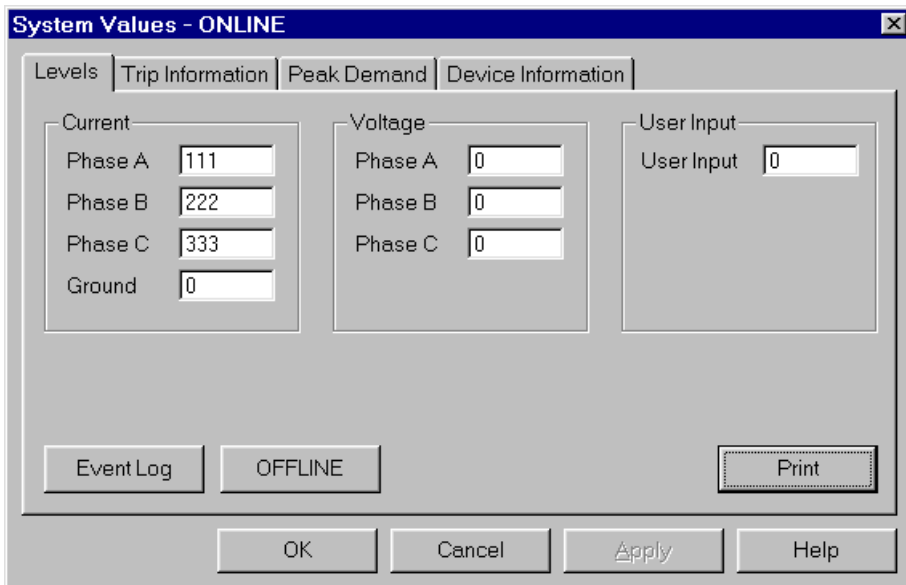 System Values - ONLINE
Levels Trip Information Peak Demand Device Information
Current Voltage User Input
Phase A 111 Phase A 0 User Input 0
Phase B 222 Phase B 0
Phase C 333 Phase C 0
Ground 0
Event Log OFFLINE Print
OK Cancel Apply Help